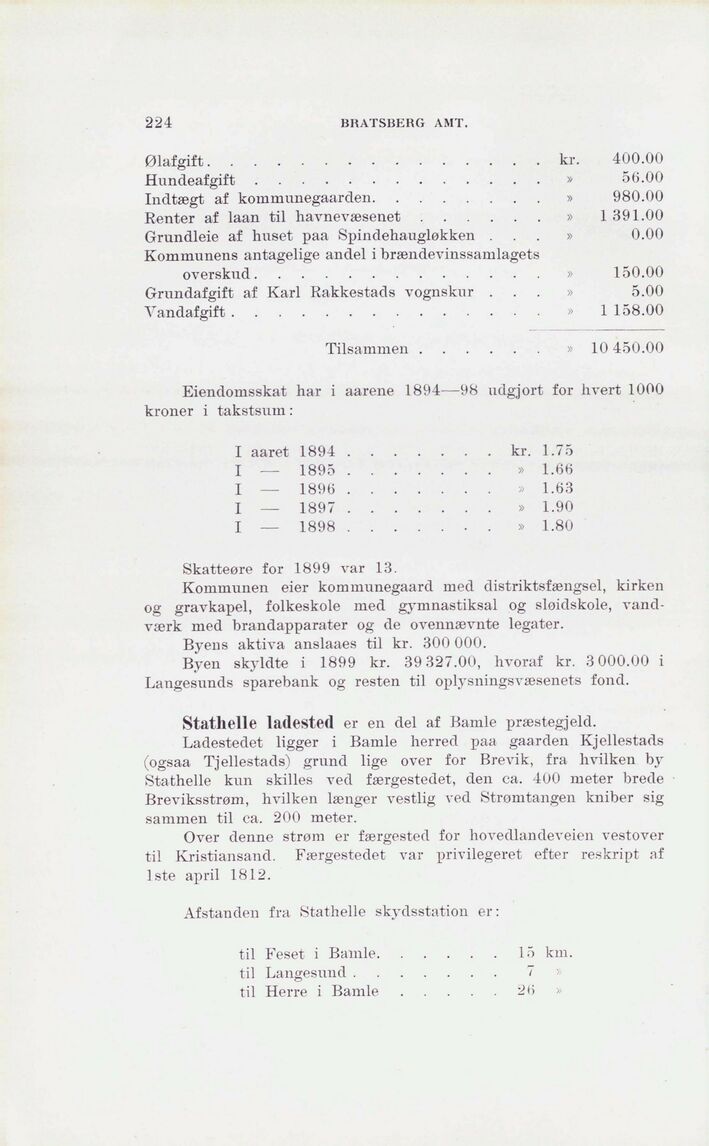 224 BRATSBERG AMT.
Ølafgift. . . . . . . . . . . . . . . kr. 400.00
Hundeafgift . . . . . . . . . . . . . » 56.00
Indtægt af kommunegaarden. . . . . . . . » 980.00
Renter af laan til havnevæsenet . . . . . . » 1 391.00
Grundleie af huset paa Spindehaugløkken . . . » 0.00
Kommunens antagelige andel i brændevinssamlagets
overskud. . . . . . . . . . . . . » 150.00
Grundafgift af Karl Rakkestads vognskur . . . » 5.00
Vandafgift . . . . . . . . . . . . . . » 1 158.00
Tilsammen . . . . . . » 10 450.00
Eiendomsskat har i aarene 1894—98 udgjort for hvert 1000
kroner i takstsum:
I aaret 1894 . . . . . . . kr. 1.75
I — 1895 . . . . . . . » 1.66
I — 1896 . . . . . . . » 1.63
I — 1897 . . . . . . . » 1.90
I — 1898 . . . . . . . » 1.80
Skatteøre for 1899 var 13.
Kommunen eier kommunegaard med distriktsfængsel, kirken
og gravkapel, folkeskole med gymnastiksal og sløidskole, vand-
værk med brandapparater og de ovennævnte legater.
Byens aktiva anslaaes til kr. 300 000.
Byen skyldte i 1899 kr. 39 327.00, hvoraf kr. 3 000.00 i
Langesunds sparebank og resten til oplysningsvæsenets fond.
Stathelle ladested er en del af Bamle præstegjeld.
Ladestedet ligger i Bamle herred paa gaarden Kjellestads
(ogsaa Tjellestads) grund lige over for Brevik, fra hvilken by
Stathelle kun skilles ved færgestedet, den ca. 400 meter brede
Breviksstrøm, hvilken længer vestlig ved Strømtangen kniber sig
sammen til ca. 200 meter.
Over denne strøm er færgested for hovedlandeveien vestover
til Kristiansand. Færgestedet var privilegeret efter reskript af
1ste april 1812.
Afstanden fra Stathelle skydsstation er:
til Feset i Bamle. . . . . . 15 km.
til Langesund . . . . . . . 7 »
til Herre i Bamle . . . . . 26 »